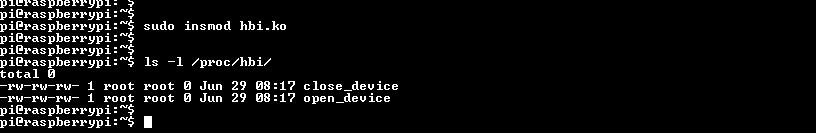 pi@raspberrypi:~$
pi@raspberrypi:~$
pi@raspberrypi:~$ sudo insmod hbi.ko
pi@raspberrypi:~$
pi@raspberrypi:~$
pi@raspberrypi:~$ ls -l /proc/hbi/
total 0
-rw-rw-rw- 1 root root 0 Jun 29 08:17 close_device
-rw-rw-rw- 1 root root 0 Jun 29 08:17 open_device
pi@raspberrypi:~$
pi@raspberrypi:~$